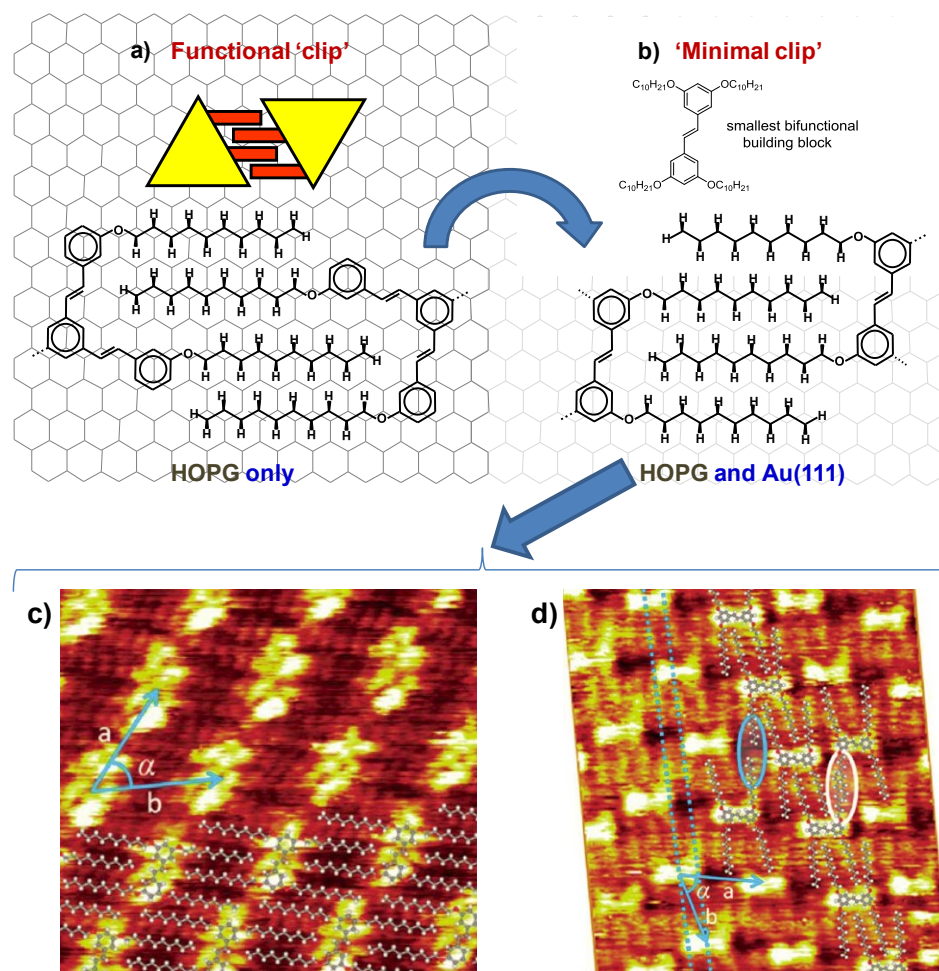 a) Functional 'clip'
b) 'Minimal clip'
C10H21O OC10H21
smallest bifunctional
building block
C10H21O OC10H21
H H H H H
O H
H H H H H
H H H H H
H O
H H H H H
H H H H H
O H
H H H H H
H H H H H
H O
H H H H H
H H H H H
H O
H H H H H
H H H H H
O H
H H H H H
H H H H H
H O
H H H H H
H H H H H
O H
H H H H H
HOPG only
HOPG and Au(111)
c)
a
α
b
d)
α
a
b